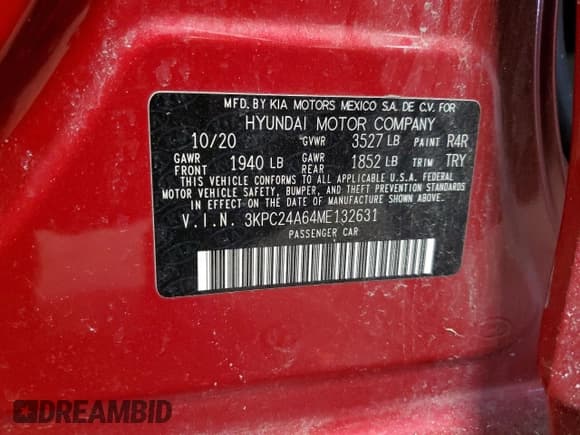 MFD. BY KIA MOTORS MEXICO S.A. DE C.V. FOR
HYUNDAI MOTOR COMPANY
10/20 GVWR 3527 LB PAINT R4R
GAWR FRONT 1940 LB GAWR REAR 1852 LB TRIM TRY
THIS VEHICLE CONFORMS TO ALL APPLICABLE U.S.A. FEDERAL
MOTOR VEHICLE SAFETY, BUMPER, AND THEFT PREVENTION STANDARDS
IN EFFECT ON THE DATE OF MANUFACTURE SHOWN ABOVE.
V.I.N. 3KPC24A64ME132631
PASSENGER CAR
DREAMBID